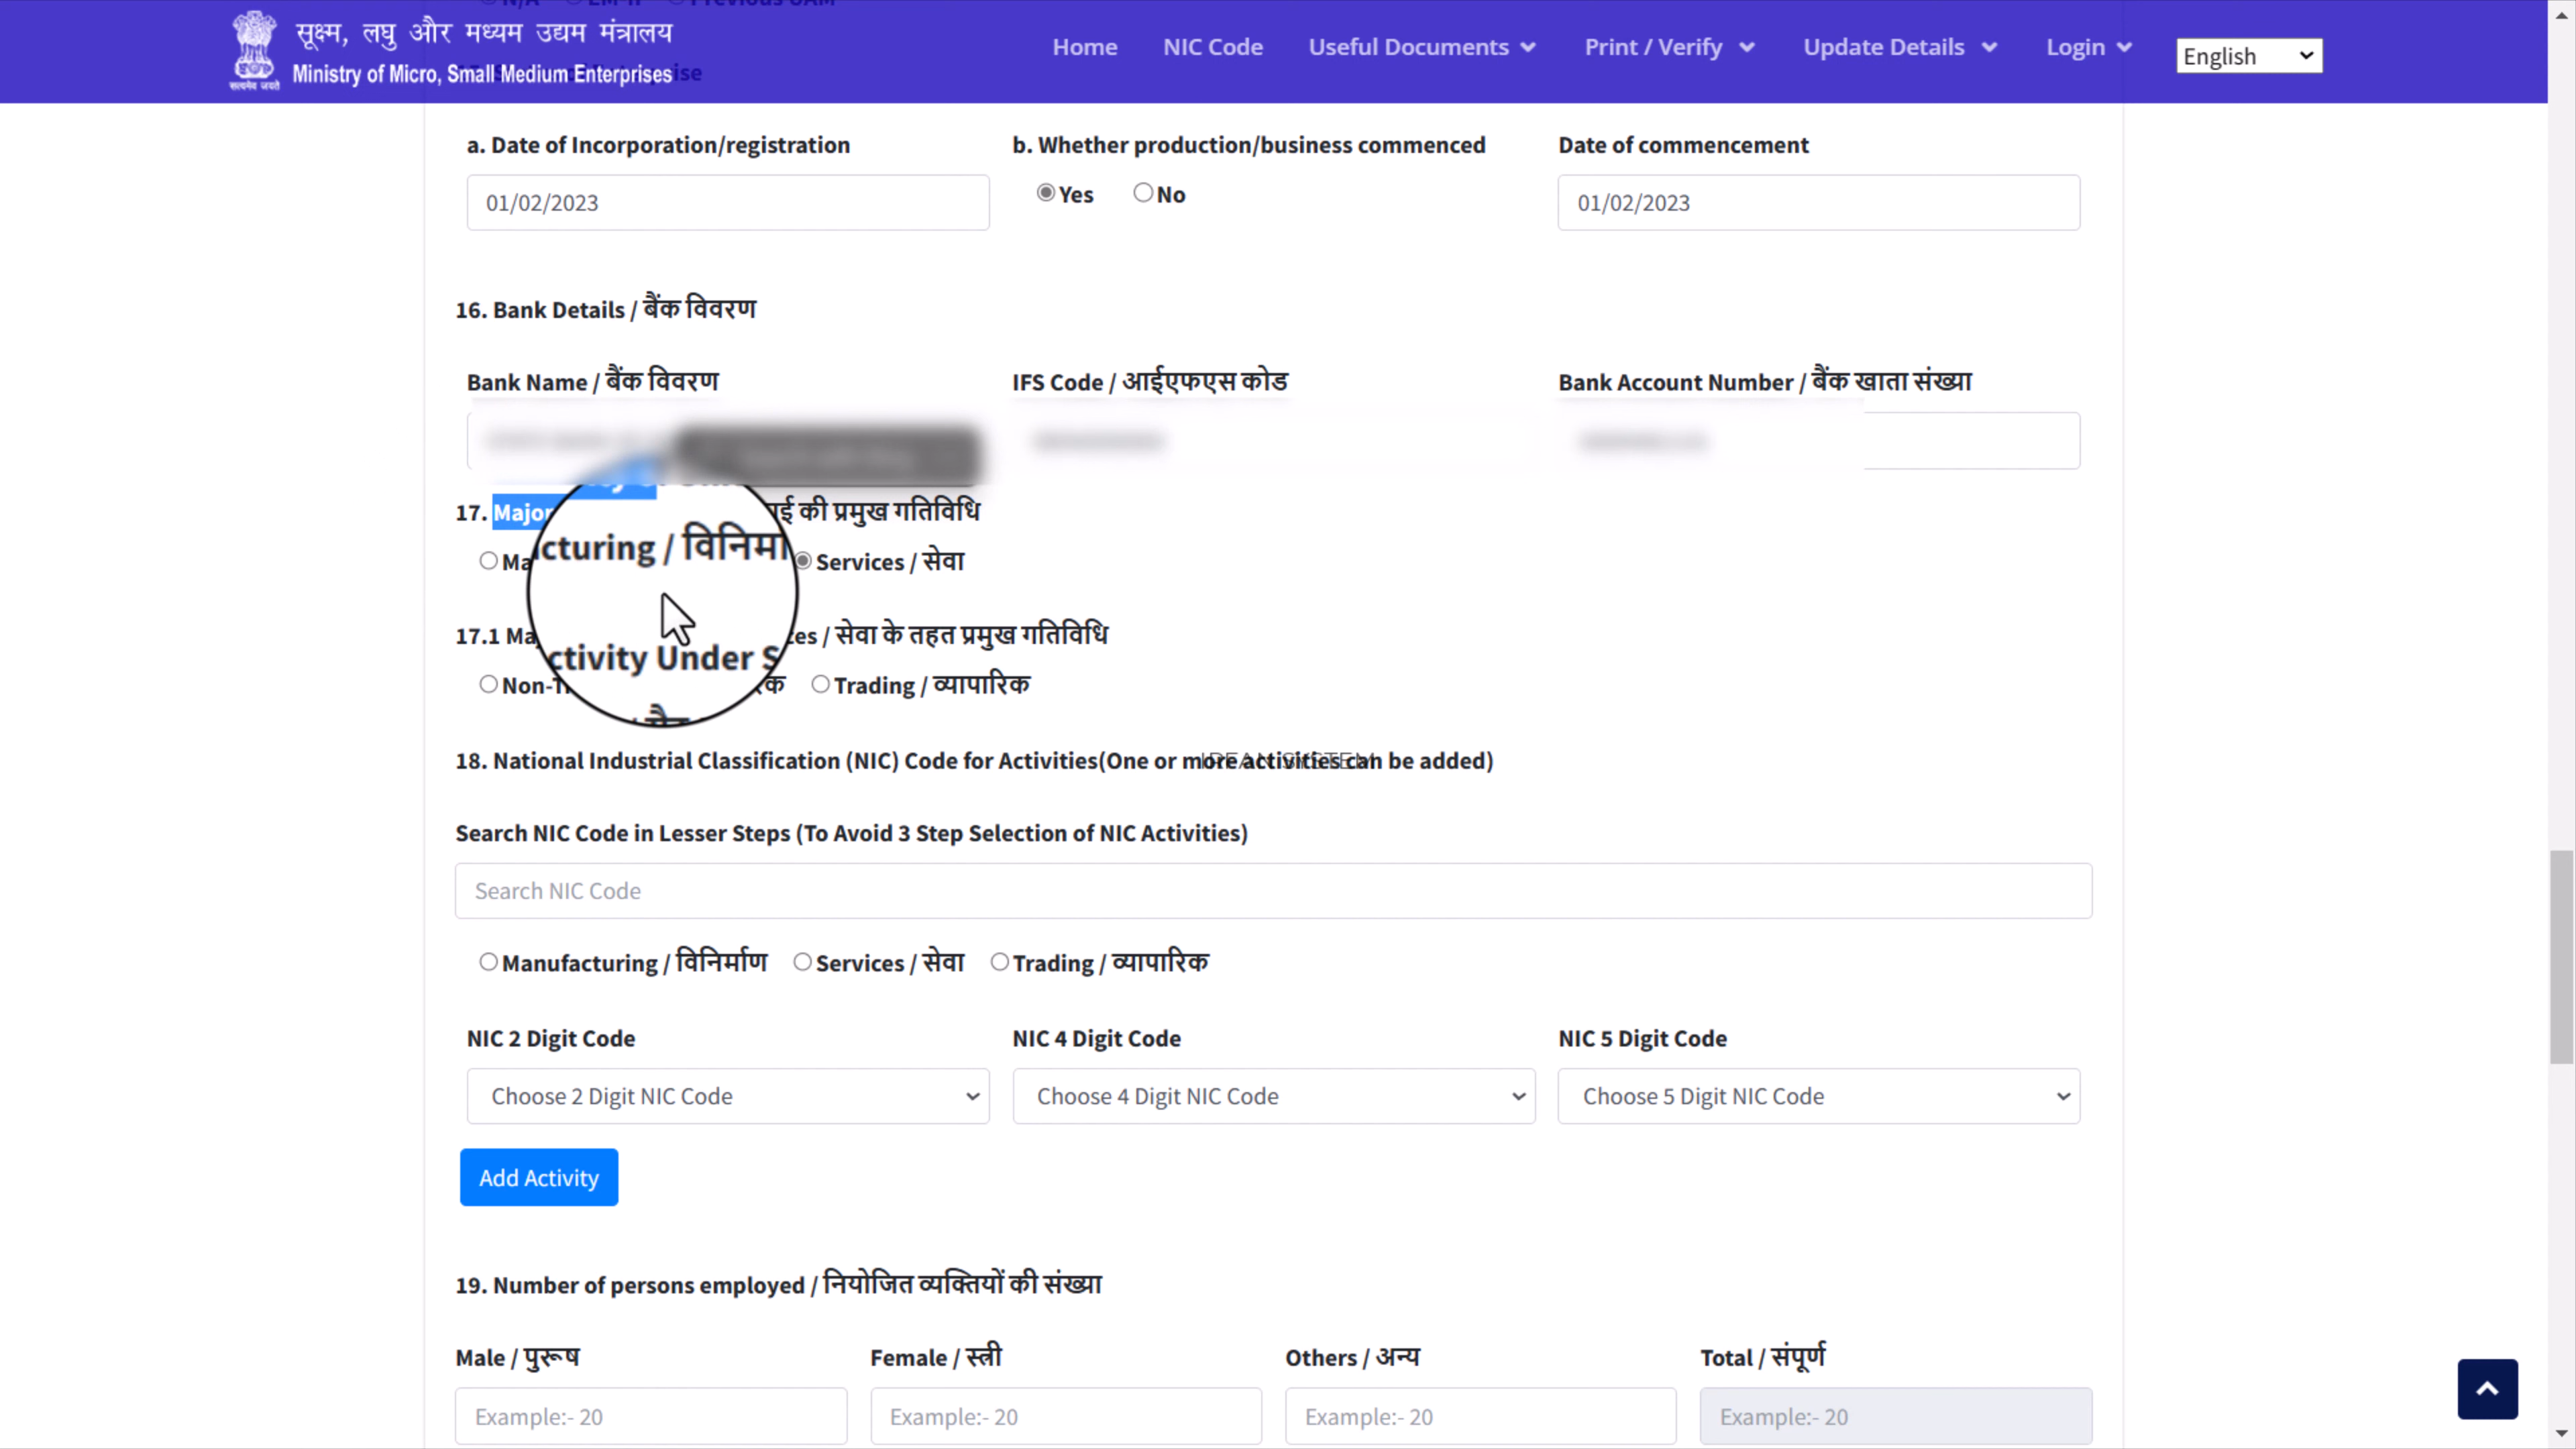 सूक्ष्म, लघु और मध्यम उद्यम मंत्रालय
Ministry of Micro, Small Medium Enterprises
सत्यमेव जयते
Home NIC Code Useful Documents Print / Verify Update Details Login English
a. Date of Incorporation/registration b. Whether production/business commenced Date of commencement
01/02/2023 Yes No 01/02/2023
16. Bank Details / बैंक विवरण
Bank Name / बैंक विवरण IFS Code / आईएफएस कोड Bank Account Number / बैंक खाता संख्या
17. Major की प्रमुख गतिविधि
cturing / विनिर्मा
Services / सेवा
17.1 सेवा के तहत प्रमुख गतिविधि
ctivity Under S
Trading / व्यापारिक
18. National Industrial Classification (NIC) Code for Activities(One or more activities can be added)
Search NIC Code in Lesser Steps (To Avoid 3 Step Selection of NIC Activities)
Search NIC Code
Manufacturing / विनिर्माण Services / सेवा Trading / व्यापारिक
NIC 2 Digit Code NIC 4 Digit Code NIC 5 Digit Code
Choose 2 Digit NIC Code Choose 4 Digit NIC Code Choose 5 Digit NIC Code
Add Activity
19. Number of persons employed / नियोजित व्यक्तियों की संख्या
Male / पुरूष Female / स्त्री Others / अन्य Total / संपूर्ण
Example:- 20 Example:- 20 Example:- 20 Example:- 20